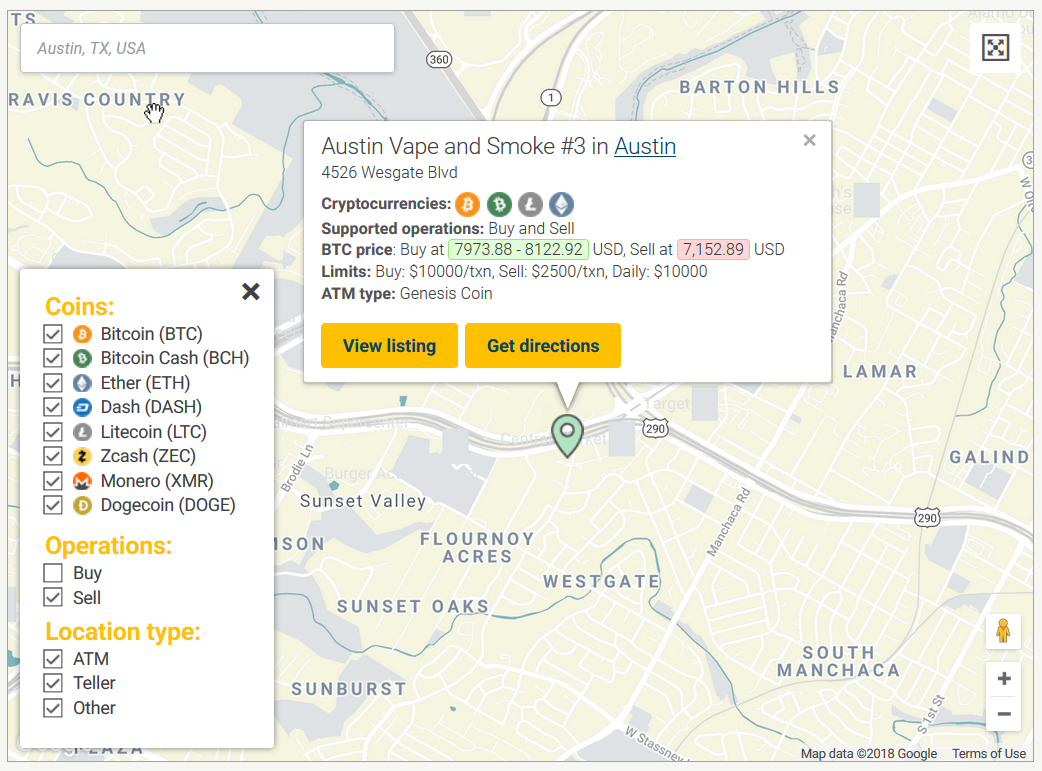 TS
Austin, TX, USA
360
RAVIS COUNTRY
1
BARTON HILLS
Austin Vape and Smoke #3 in Austin
4526 Wesgate Blvd
Cryptocurrencies:
Supported operations: Buy and Sell
BTC price: Buy at 7973.88 - 8122.92 USD, Sell at 7,152.89 USD
Limits: Buy: $10000/txn, Sell: $2500/txn, Daily: $10000
ATM type: Genesis Coin
View listing
Get directions
Manchaca Rd
LAMAR
Target
290
GALIND
290
Brodie Ln
Sunset Valley
MSON
FLOURNOY
ACRES
Manchaca Rd
WESTGATE
SUNSET OAKS
SUNBURST
SOUTH
MANCHACA
S 1st St
W Stassney
Coins:
Bitcoin (BTC)
Bitcoin Cash (BCH)
Ether (ETH)
Dash (DASH)
Litecoin (LTC)
Zcash (ZEC)
Monero (XMR)
Dogecoin (DOGE)
Operations:
Buy
Sell
Location type:
ATM
Teller
Other
PLAZA
Map data ©2018 Google
Terms of Use